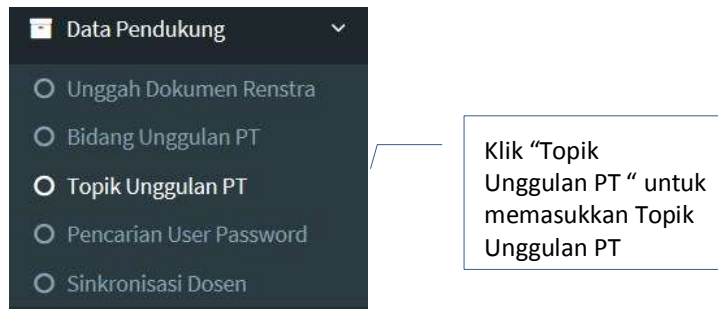 Data Pendukung
Unggah Dokumen Renstra
Bidang Unggulan PT
Topik Unggulan PT
Pencarian User Password
Sinkronisasi Dosen
Klik “Topik
Unggulan PT “ untuk
memasukkan Topik
Unggulan PT